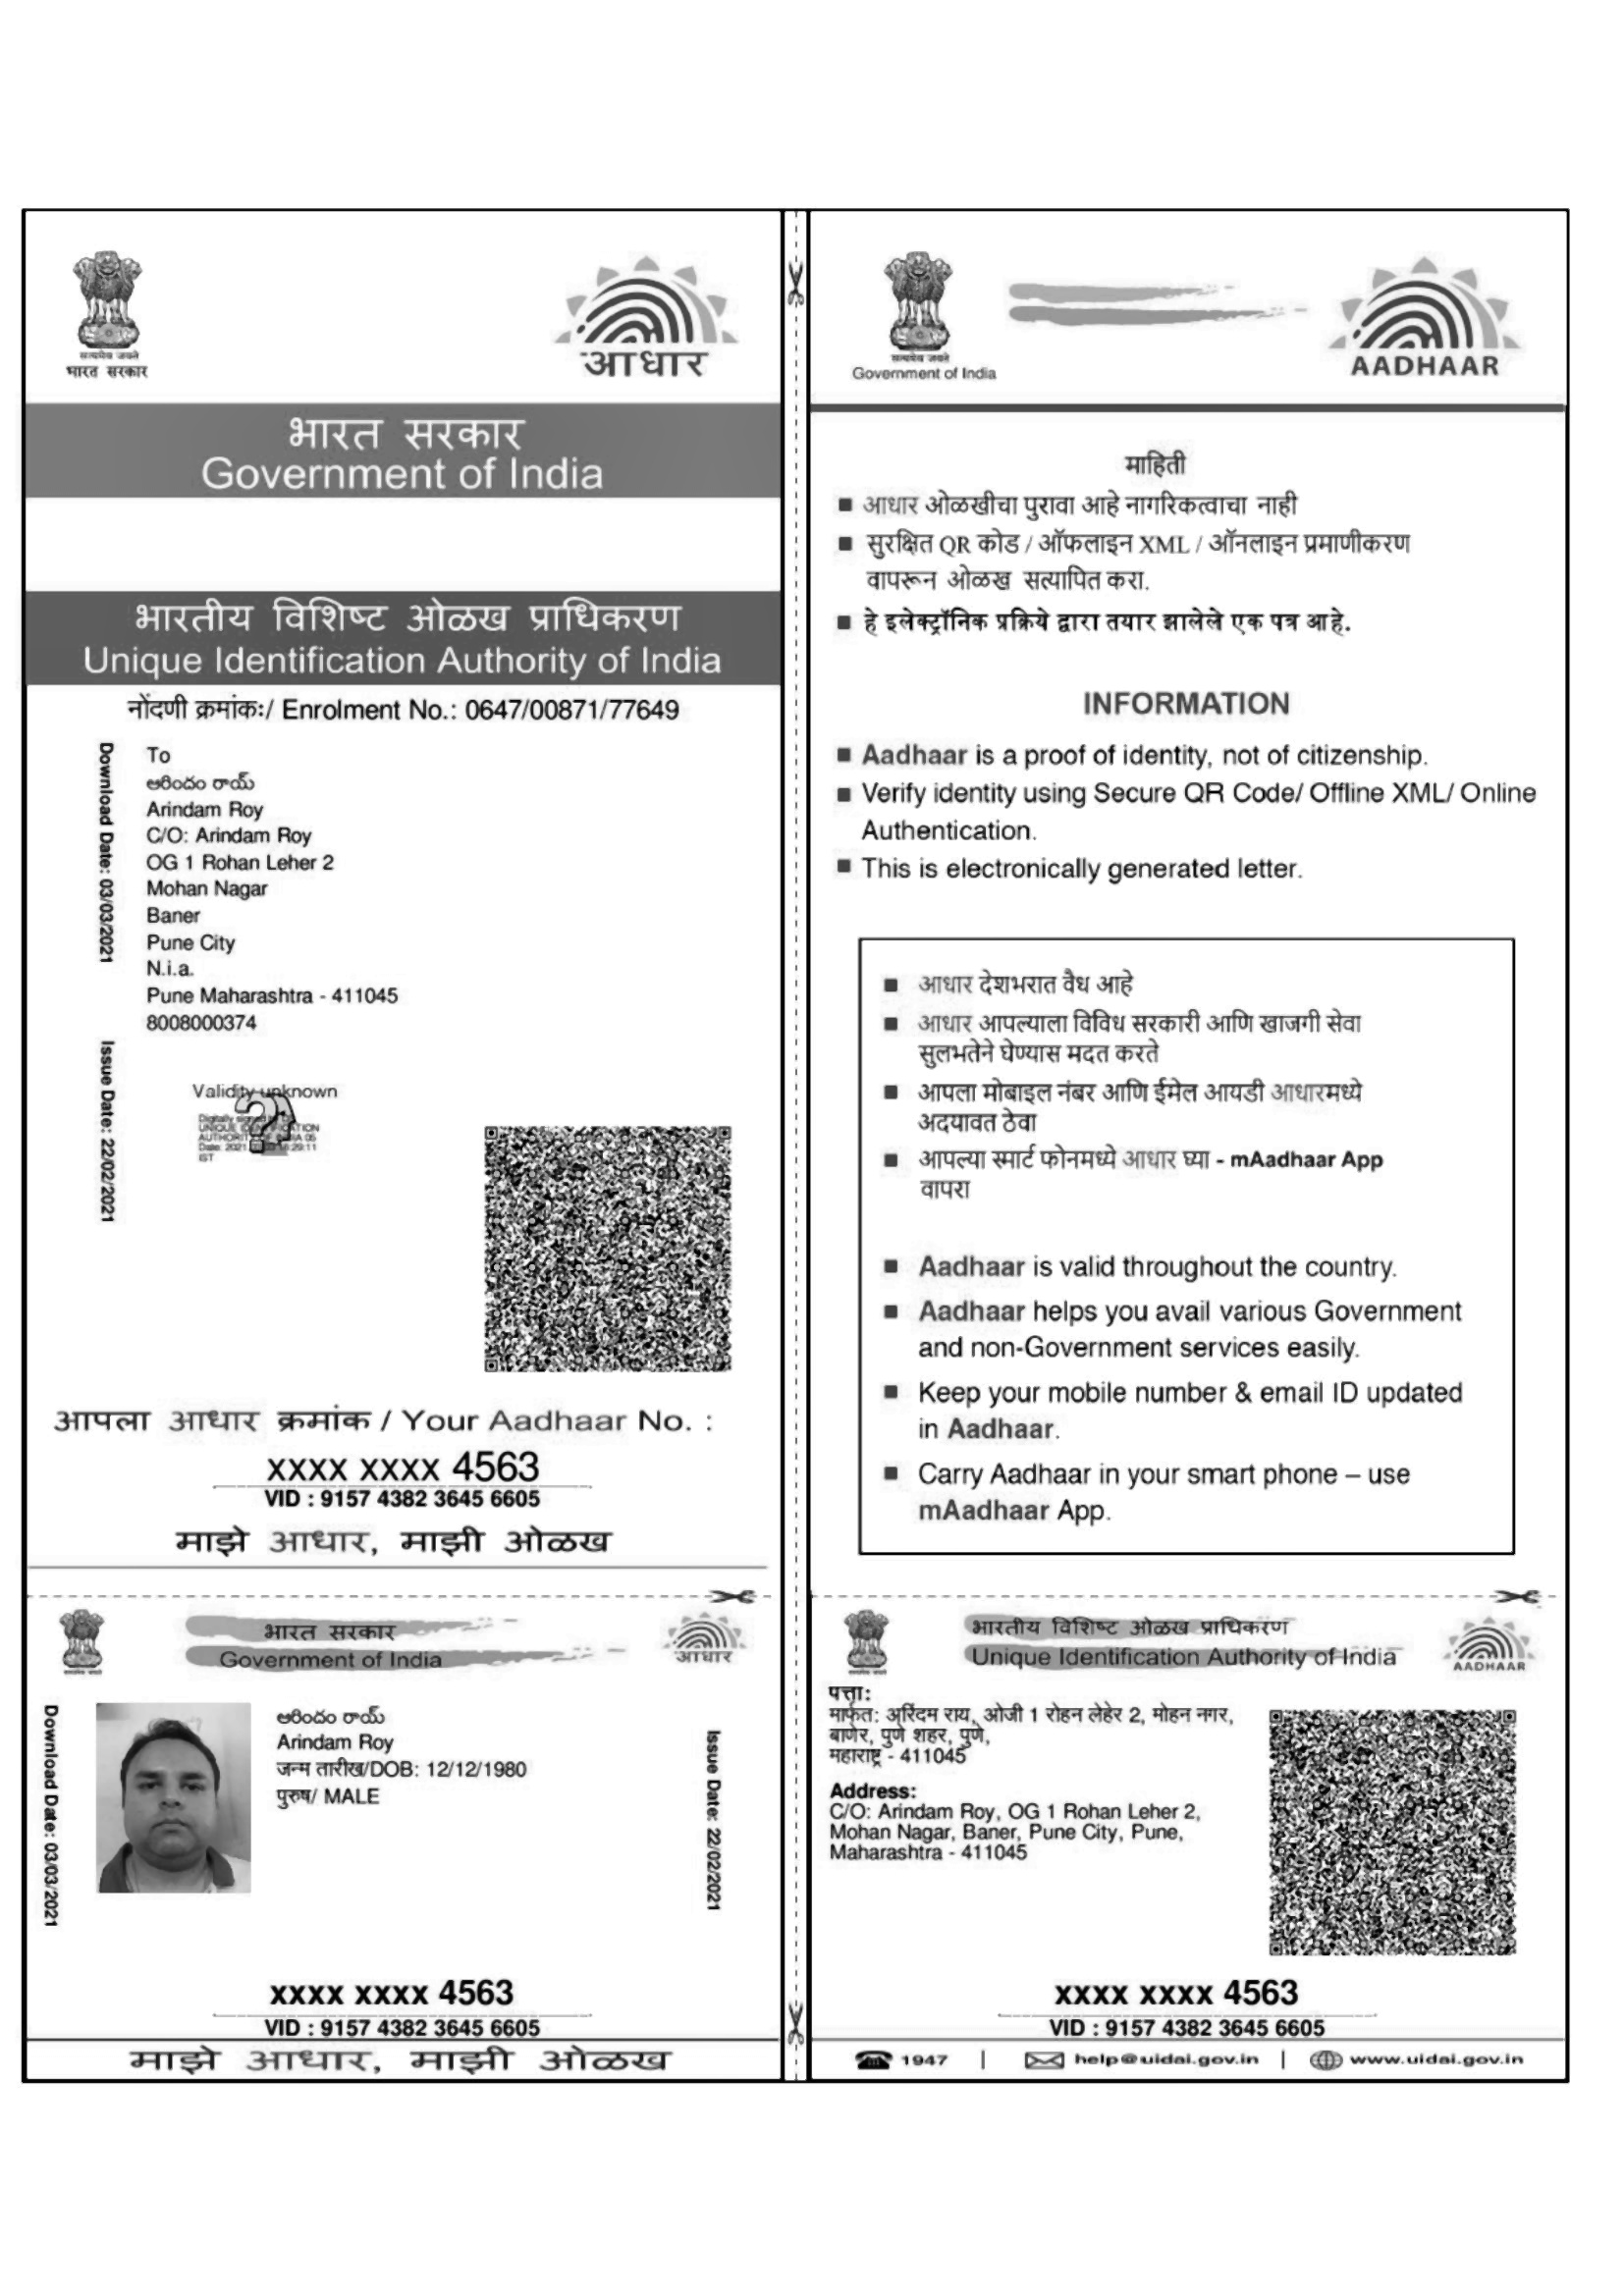 सत्यमेव जयते
भारत सरकार
आधार
भारत सरकार
Government of India
भारतीय विशिष्ट ओळख प्राधिकरण
Unique Identification Authority of India
नोंदणी क्रमांकः/ Enrolment No.: 0647/00871/77649
Download Date: 03/03/2021
Issue Date: 22/02/2021
To
ఆరిందం రాయ్
Arindam Roy
C/O: Arindam Roy
OG 1 Rohan Leher 2
Mohan Nagar
Baner
Pune City
N.i.a.
Pune Maharashtra - 411045
8008000374
Validity unknown
Digitally
UNIQUE
AUTHORITY OF INDIA 05
Date: 2021
IST
आपला आधार क्रमांक / Your Aadhaar No. :
xxxx xxxx 4563
VID : 9157 4382 3645 6605
माझे आधार, माझी ओळख
भारत सरकार
Government of India
आधार
Download Date: 03/03/2021
ఆరిందం రాయ్
Arindam Roy
जन्म तारीख/DOB: 12/12/1980
पुरुष/ MALE
Issue Date: 22/02/2021
xxxx xxxx 4563
VID : 9157 4382 3645 6605
माझे आधार, माझी ओळख
सत्यमेव जयते
Government of India
AADHAAR
माहिती
■ आधार ओळखीचा पुरावा आहे नागरिकत्वाचा नाही
■ सुरक्षित QR कोड / ऑफलाइन XML / ऑनलाइन प्रमाणीकरण
वापरून ओळख सत्यापित करा.
■ हे इलेक्ट्रॉनिक प्रक्रिये द्वारा तयार झालेले एक पत्र आहे.
INFORMATION
■ Aadhaar is a proof of identity, not of citizenship.
■ Verify identity using Secure QR Code/ Offline XML/ Online
Authentication.
■ This is electronically generated letter.
■ आधार देशभरात वैध आहे
■ आधार आपल्याला विविध सरकारी आणि खाजगी सेवा
सुलभतेने घेण्यास मदत करते
■ आपला मोबाइल नंबर आणि ईमेल आयडी आधारमध्ये
अदयावत ठेवा
■ आपल्या स्मार्ट फोनमध्ये आधार घ्या - mAadhaar App
वापरा
■ Aadhaar is valid throughout the country.
■ Aadhaar helps you avail various Government
and non-Government services easily.
■ Keep your mobile number & email ID updated
in Aadhaar.
■ Carry Aadhaar in your smart phone – use
mAadhaar App.
भारतीय विशिष्ट ओळख प्राधिकरण
Unique Identification Authority of India
AADHAAR
पत्ता:
मार्फत: अरिंदम राय, ओजी 1 रोहन लेहेर 2, मोहन नगर,
बाणेर, पुणे शहर, पुणे,
महाराष्ट्र - 411045
Address:
C/O: Arindam Roy, OG 1 Rohan Leher 2,
Mohan Nagar, Baner, Pune City, Pune,
Maharashtra - 411045
xxxx xxxx 4563
VID : 9157 4382 3645 6605
1947 | help@uidai.gov.in | www.uidai.gov.in